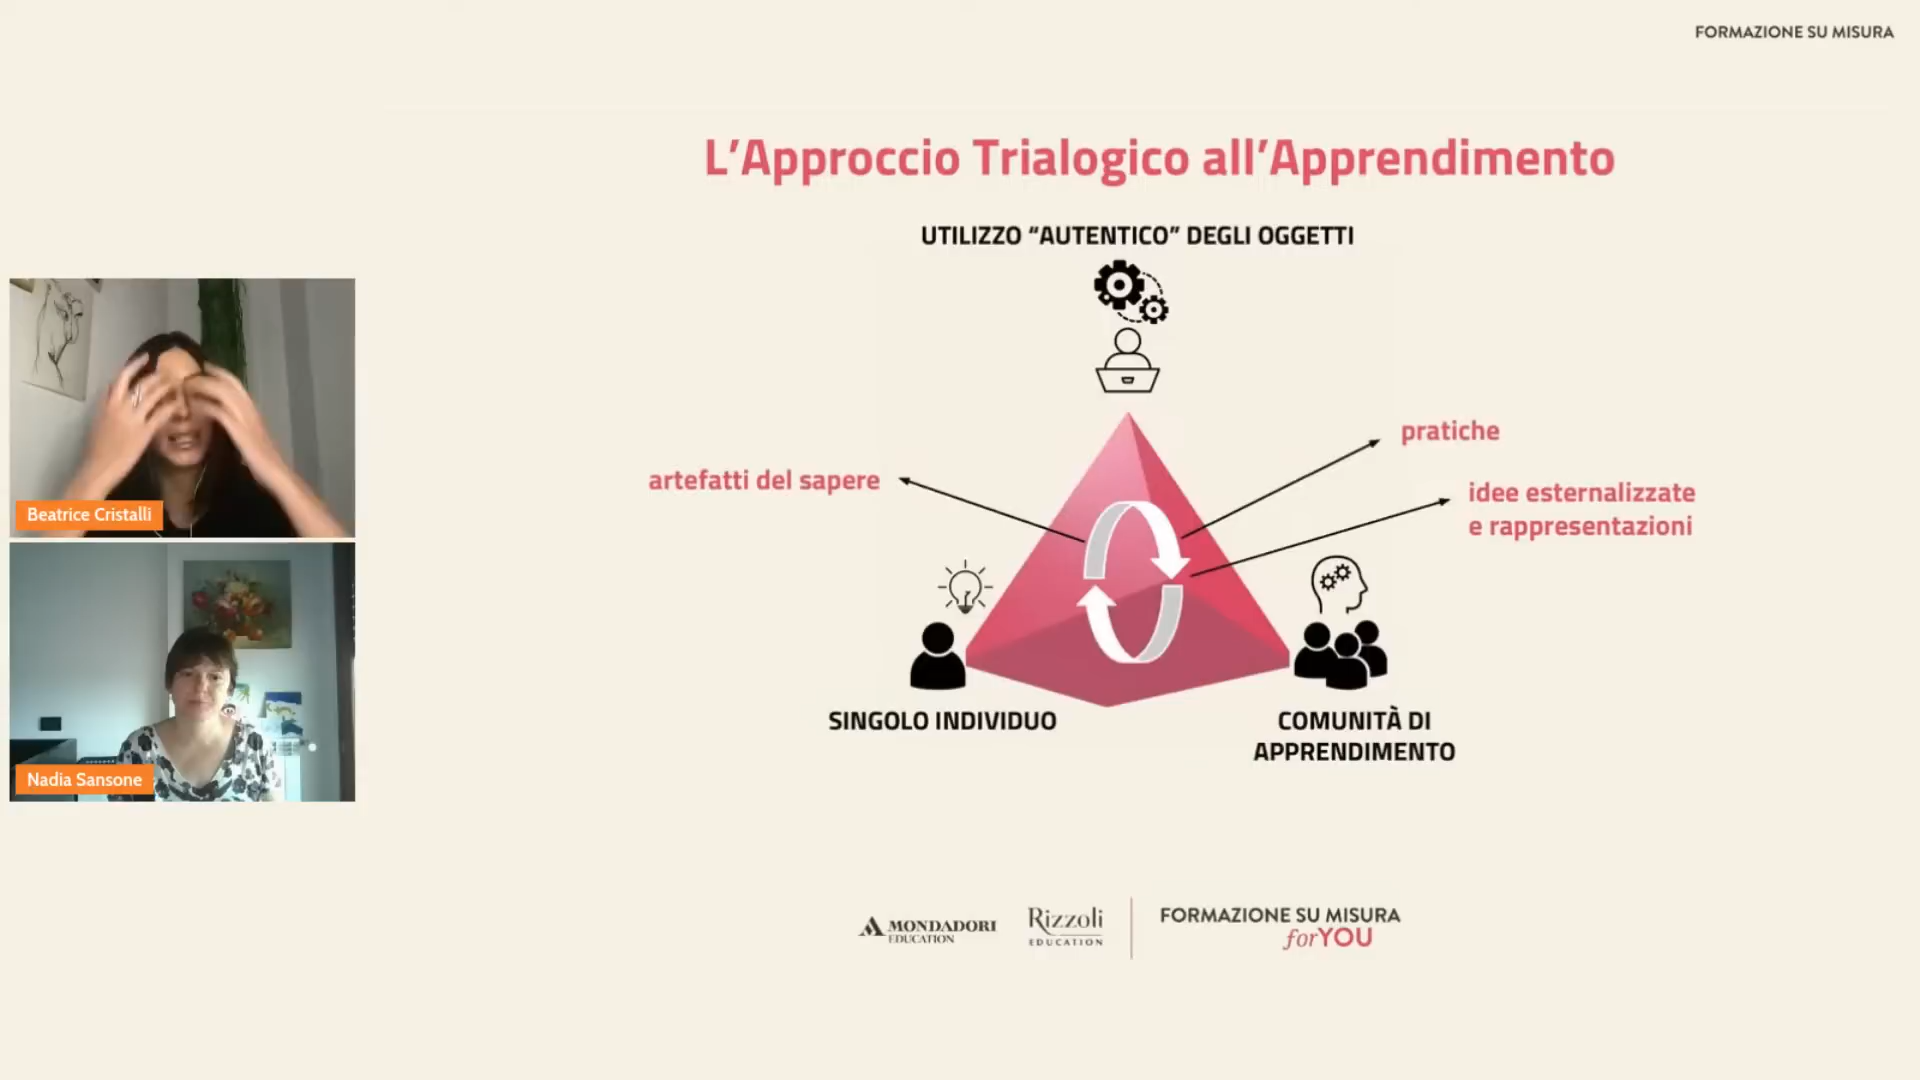 FORMAZIONE SU MISURA
L’Approccio Trialogico all’Apprendimento
UTILIZZO “AUTENTICO” DEGLI OGGETTI
pratiche
artefatti del sapere
idee esternalizzate
e rappresentazioni
SINGOLO INDIVIDUO
COMUNITÀ DI
APPRENDIMENTO
Beatrice Cristalli
Nadia Sansone
MONDADORI
EDUCATION
Rizzoli
EDUCATION
FORMAZIONE SU MISURA
forYOU